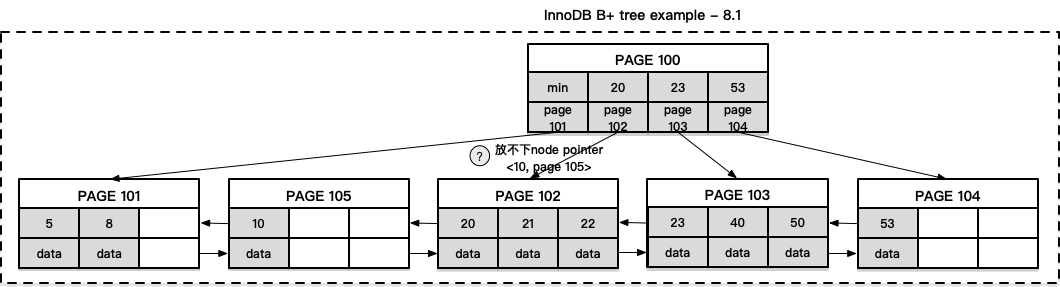 InnoDB B+ tree example – 8.1
PAGE 100
min 20 23 53
page 101 page 102 page 103 page 104
? 放不下node pointer
<10, page 105>
PAGE 101 PAGE 105 PAGE 102 PAGE 103 PAGE 104
5 8 10 20 21 22 23 40 50 53
data data data data data data data data data data